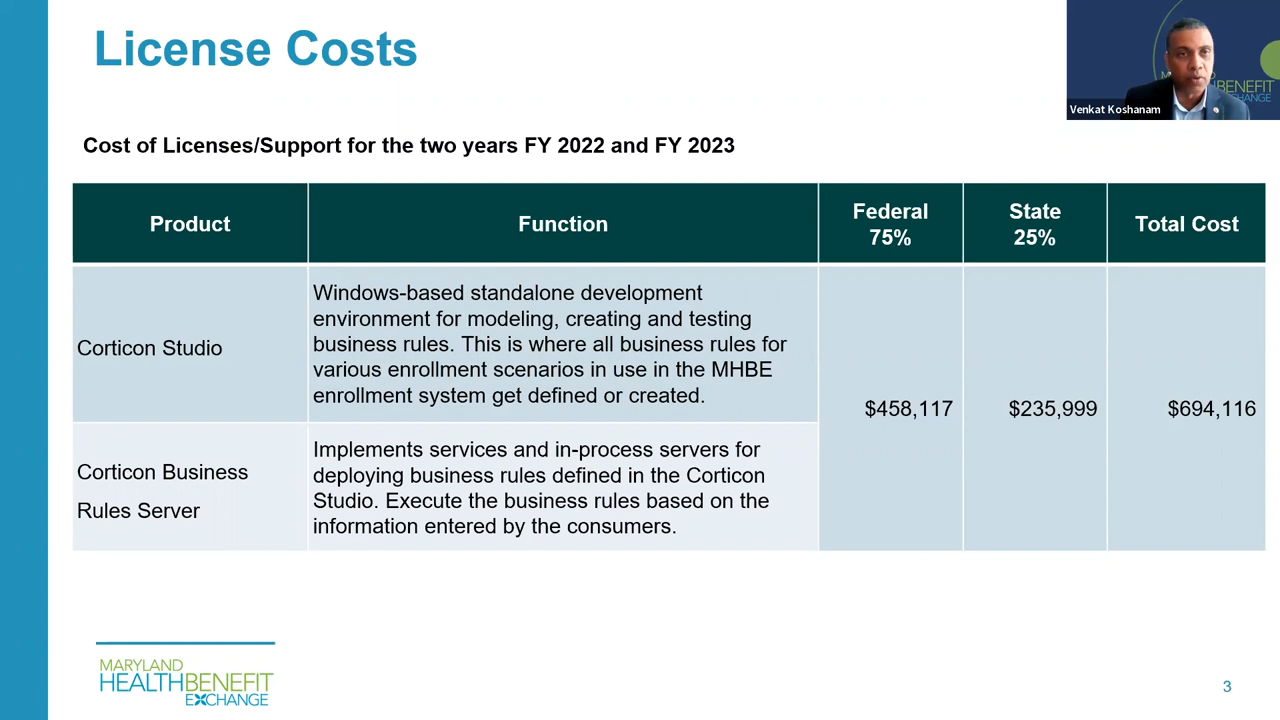 License Costs
Venkat Koshanam
Cost of Licenses/Support for the two years FY 2022 and FY 2023
Product
Function
Federal
75%
State
25%
Total Cost
Corticon Studio
Windows-based standalone development
environment for modeling, creating and testing
business rules. This is where all business rules for
various enrollment scenarios in use in the MHBE
enrollment system get defined or created.
$458,117
$235,999
$694,116
Corticon Business
Rules Server
Implements services and in-process servers for
deploying business rules defined in the Corticon
Studio. Execute the business rules based on the
information entered by the consumers.
MARYLAND
HEALTHBENEFIT
EXCHANGE
3